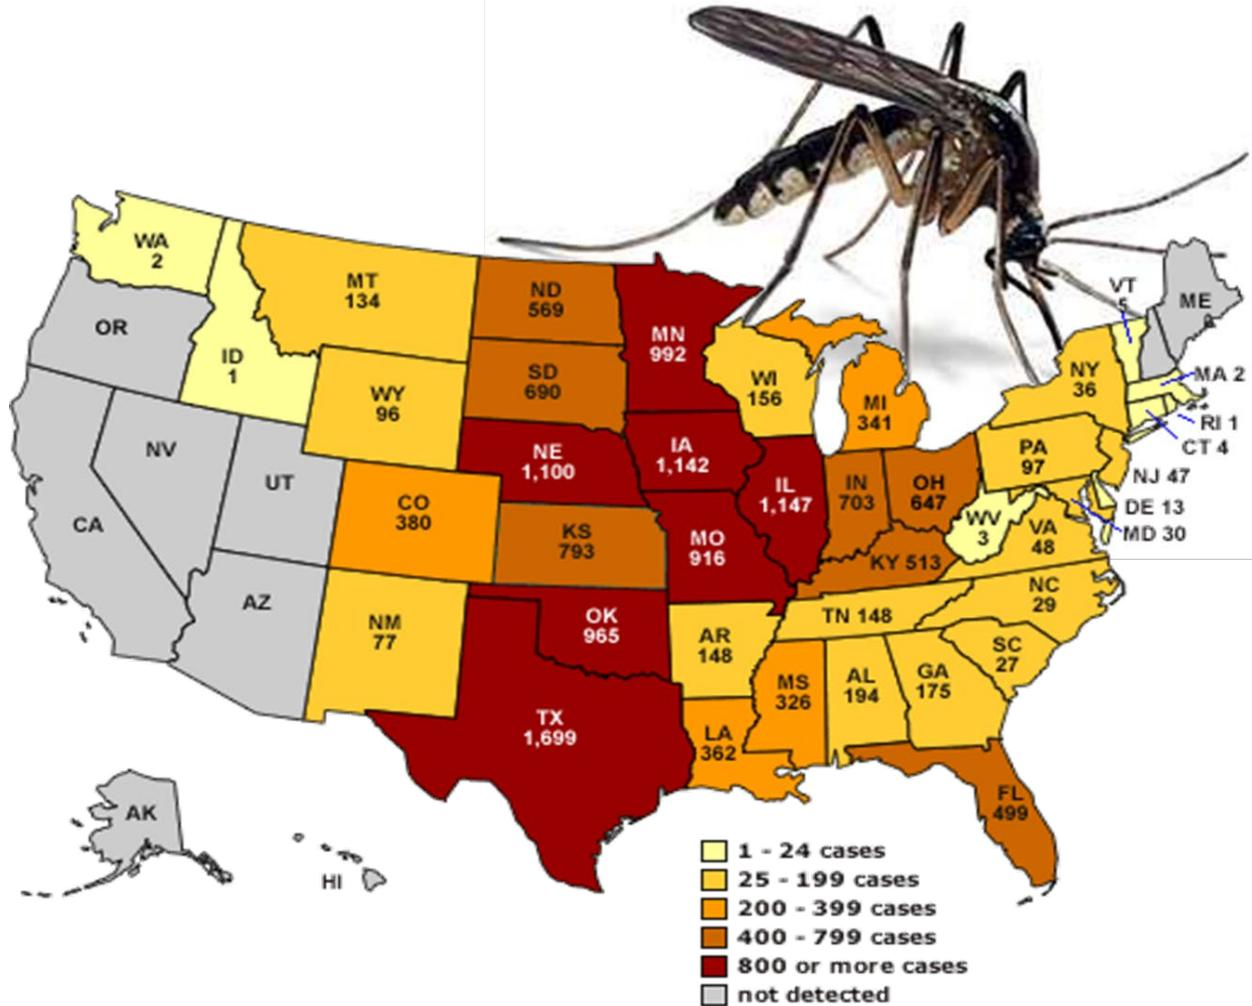 WA
2
MT
134
ND
569
MN
992
VT
5
ME
OR
ID
1
WY
96
SD
690
WI
156
MI
341
NY
36
MA 2
RI 1
CT 4
NV
UT
CO
380
NE
1,100
IA
1,142
IL
1,147
IN
703
OH
647
PA
97
NJ 47
DE 13
MD 30
WV
3
VA
48
CA
KS
793
MO
916
KY 513
AZ
NM
77
OK
965
AR
148
TN 148
NC
29
SC
27
TX
1,699
LA
362
MS
326
AL
194
GA
175
FL
499
AK
HI
1 - 24 cases
25 - 199 cases
200 - 399 cases
400 - 799 cases
800 or more cases
not detected